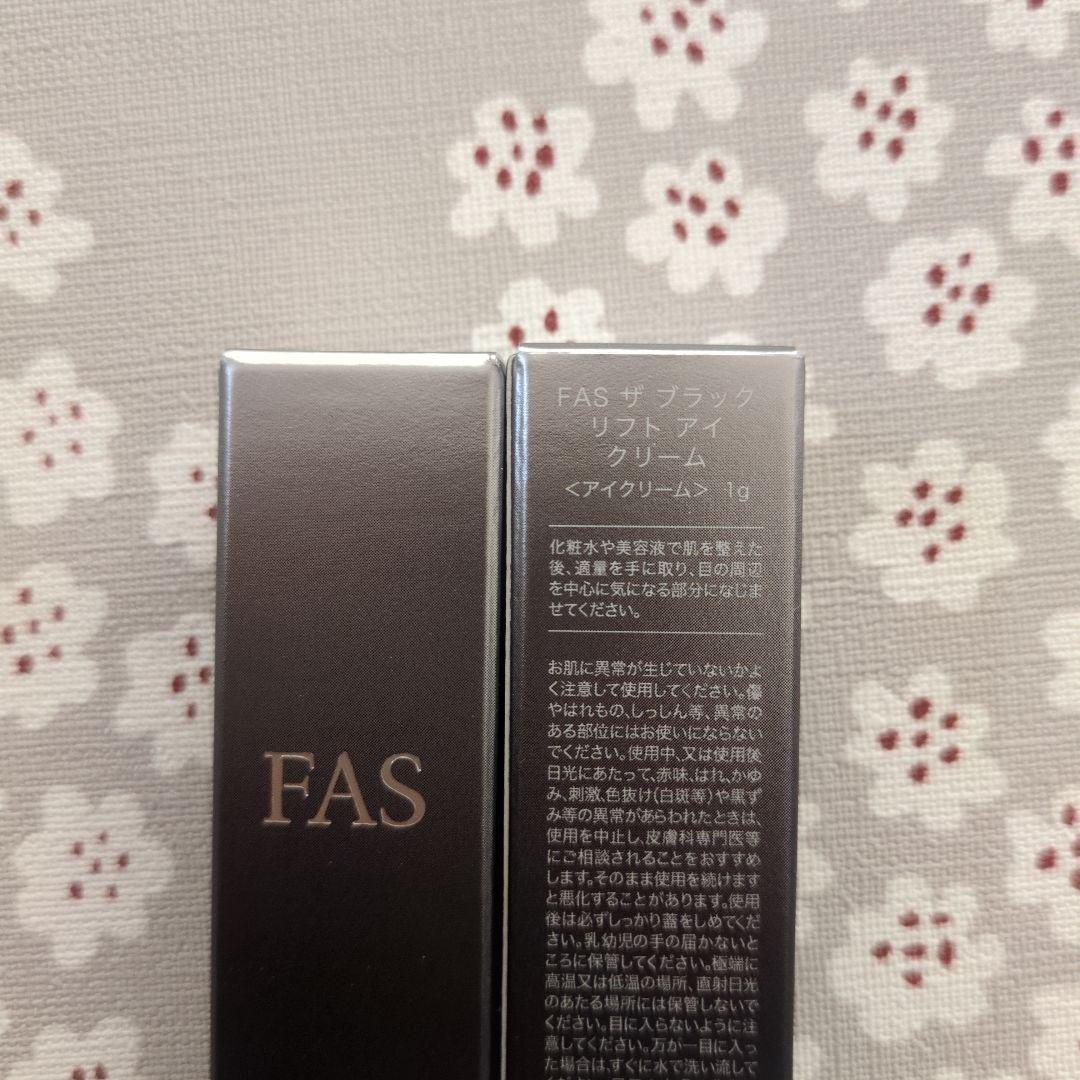 FAS
FAS ザ ブラック
リフト アイ
クリーム
＜アイクリーム＞ 1g
化粧水や美容液で肌を整えた
後、適量を手に取り、目の周辺
を中心に気になる部分になじま
せてください。
お肌に異常が生じていないかよ
く注意して使用してください。傷
やはれもの、しっしん等、異常の
ある部位にはお使いにならない
でください。使用中、又は使用後
日光にあたって、赤味、はれ、かゆ
み、刺激、色抜け(白斑等)や黒ず
み等の異常があらわれたときは、
使用を中止し、皮膚科専門医等
にご相談されることをおすすめ
します。そのまま使用を続けます
と悪化することがあります。使用
後は必ずしっかり蓋をしめてくだ
さい。乳幼児の手の届かないと
ころに保管してください。極端に
高温又は低温の場所、直射日光
のあたる場所には保管しないで
ください。目に入らないように注
意してください。万が一目に入っ
た場合は、すぐに水で洗い流して